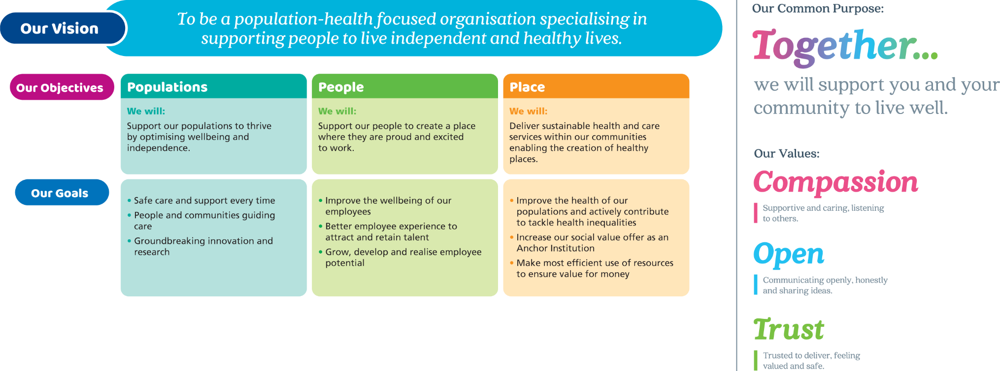 Our Vision
To be a population-health focused organisation specialising in
supporting people to live independent and healthy lives.
Our Objectives
Populations
We will:
Support our populations to thrive
by optimising wellbeing and
independence.
People
We will:
Support our people to create a place
where they are proud and excited
to work.
Place
We will:
Deliver sustainable health and care
services within our communities
enabling the creation of healthy
places.
Our Goals
• Safe care and support every time
• People and communities guiding
care
• Groundbreaking innovation and
research
• Improve the wellbeing of our
employees
• Better employee experience to
attract and retain talent
• Grow, develop and realise employee
potential
• Improve the health of our
populations and actively contribute
to tackle health inequalities
• Increase our social value offer as an
Anchor Institution
• Make most efficient use of resources
to ensure value for money
Our Common Purpose:
Together...
we will support you and your
community to live well.
Our Values:
Compassion
Supportive and caring, listening
to others.
Open
Communicating openly, honestly
and sharing ideas.
Trust
Trusted to deliver, feeling
valued and safe.